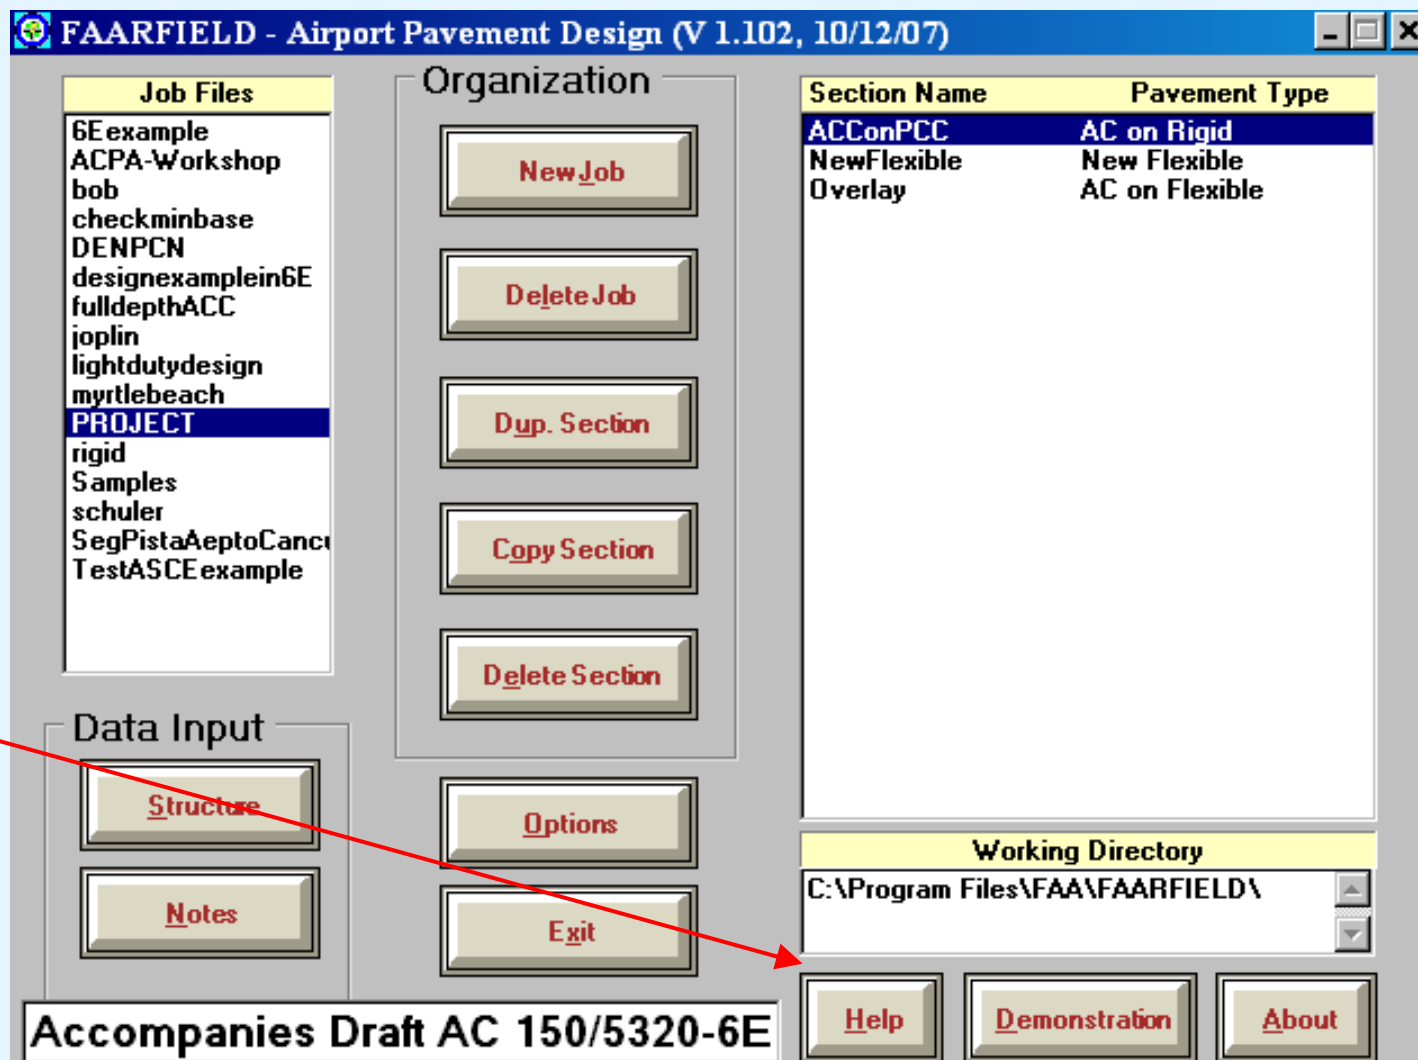 FAARFIELD - Airport Pavement Design (V 1.102, 10/12/07)
Job Files
6Eexample
ACPA-Workshop
bob
checkminbase
DENPCN
designexamplein6E
fulldepthACC
joplin
lightdutydesign
myrtlebeach
PROJECT
rigid
Samples
schuler
SegPistaAeptoCancu
TestASCEexample
Organization
New Job
Delete Job
Dup. Section
Copy Section
Delete Section
Section Name Pavement Type
ACConPCC AC on Rigid
NewFlexible New Flexible
Overlay AC on Flexible
Data Input
Structure
Notes
Options
Exit
Working Directory
C:\Program Files\FAA\FAARFIELD\
Help
Demonstration
About
Accompanies Draft AC 150/5320-6E